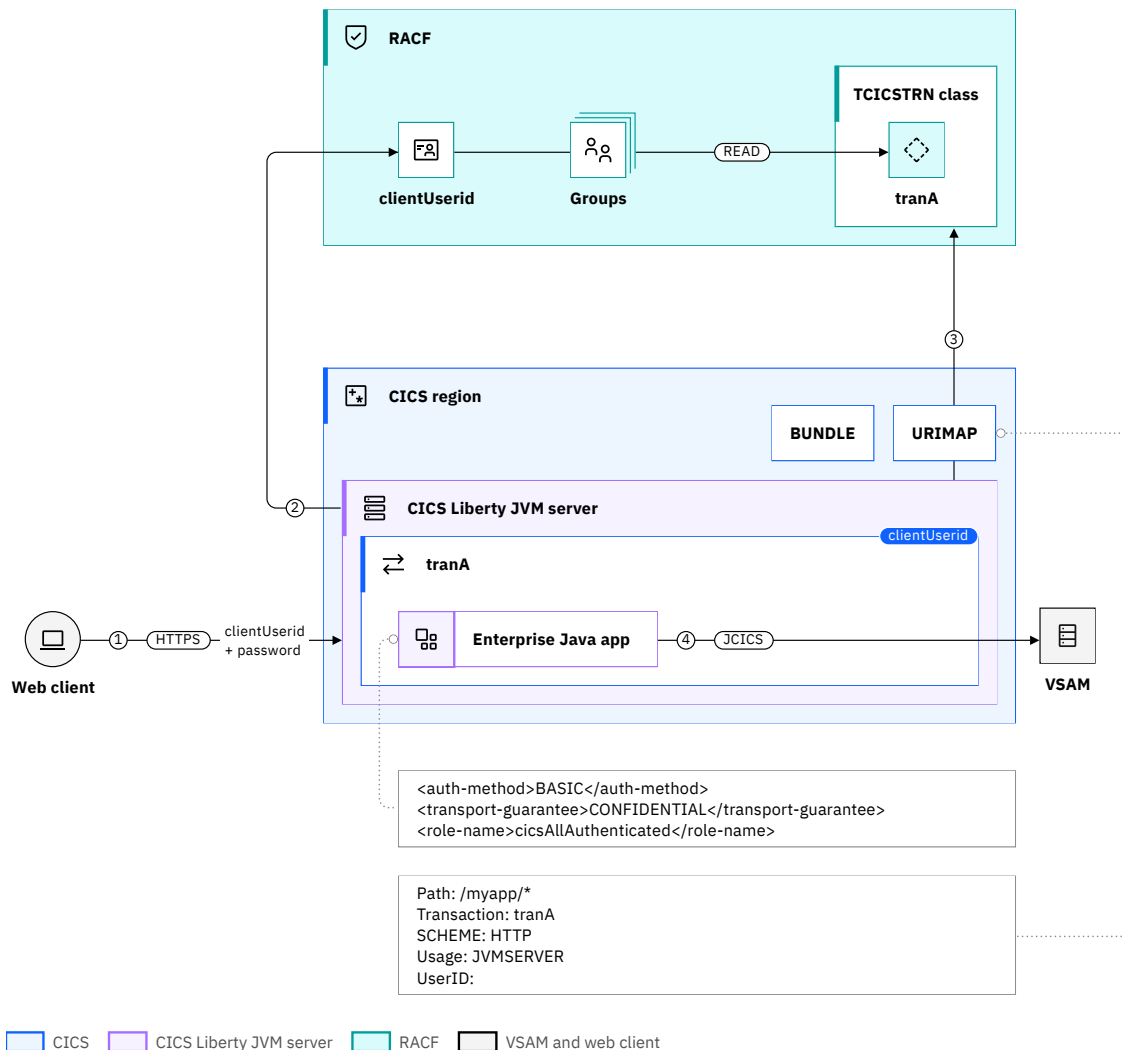 RACF
TCICSTRN class
READ
clientUserid
Groups
tranA
3
CICS region
BUNDLE
URIMAP
2
CICS Liberty JVM server
clientUserid
tranA
1
HTTPS
clientUserid
+ password
Enterprise Java app
4
JCICS
Web client
VSAM
<auth-method>BASIC</auth-method>
<transport-guarantee>CONFIDENTIAL</transport-guarantee>
<role-name>cicsAllAuthenticated</role-name>
Path: /myapp/*
Transaction: tranA
SCHEME: HTTP
Usage: JVMSERVER
UserID:
CICS
CICS Liberty JVM server
RACF
VSAM and web client